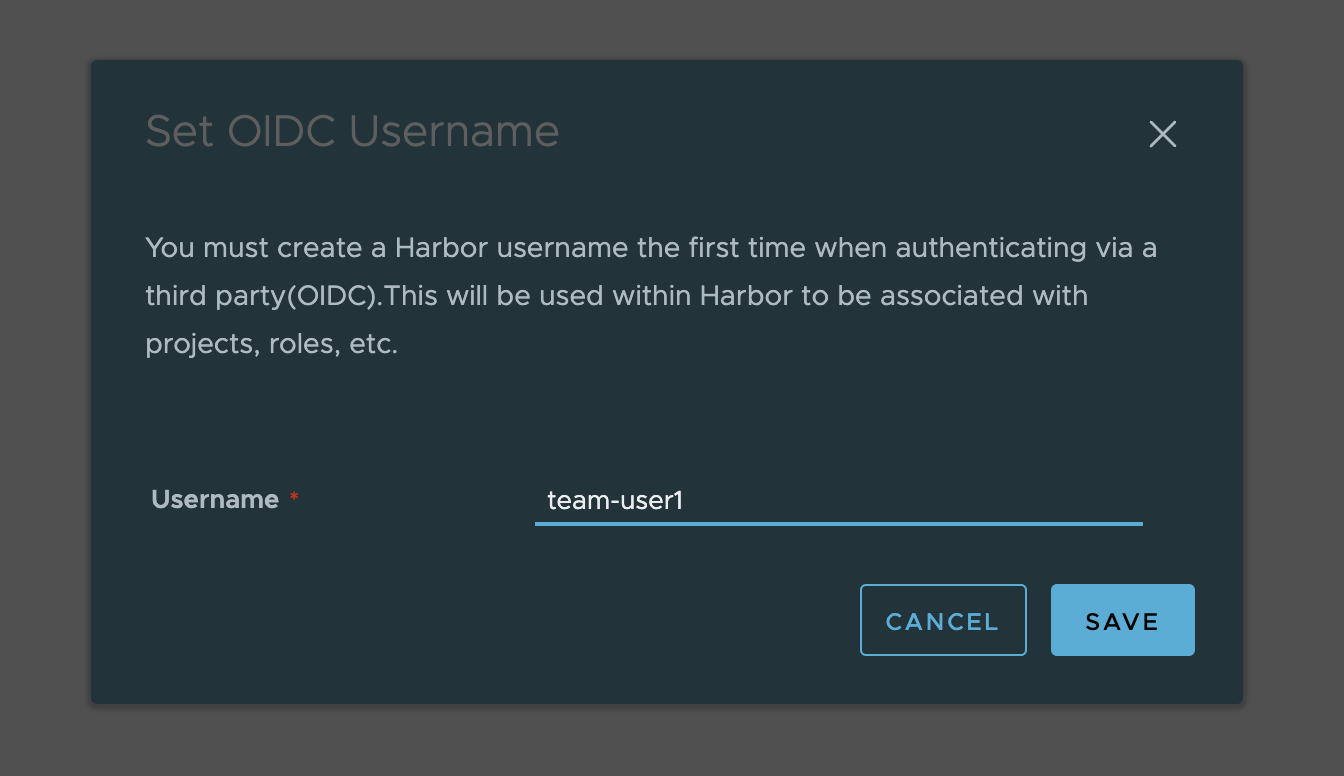 Set OIDC Username
You must create a Harbor username the first time when authenticating via a
third party(OIDC).This will be used within Harbor to be associated with
projects, roles, etc.
Username * team-user1
CANCEL SAVE